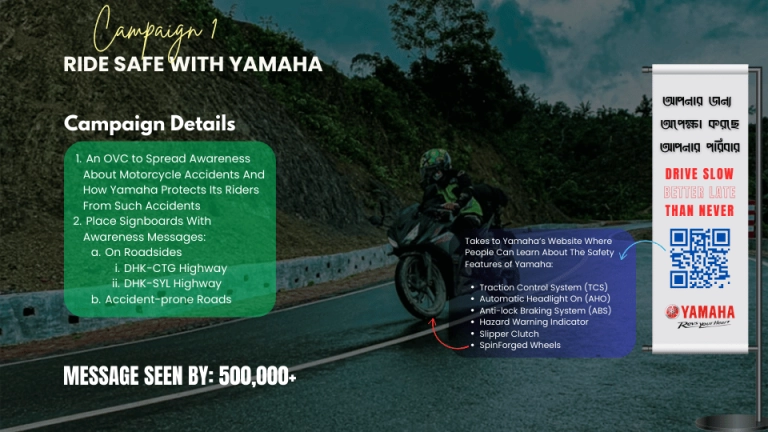 Campaign 1
RIDE SAFE WITH YAMAHA
Campaign Details
1. An OVC to Spread Awareness
About Motorcycle Accidents And
How Yamaha Protects Its Riders
From Such Accidents
2. Place Signboards With
Awareness Messages:
a. On Roadsides
i. DHK-CTG Highway
ii. DHK-SYL Highway
b. Accident-prone Roads
MESSAGE SEEN BY: 500,000+
Takes to Yamaha's Website Where
People Can Learn About The Safety
Features of Yamaha:
• Traction Control System (TCS)
• Automatic Headlight On (AHO)
• Anti-lock Braking System (ABS)
• Hazard Warning Indicator
• Slipper Clutch
• SpinForged Wheels
আপনার জন্য
অপেক্ষা করছে
আপনার পরিবার
DRIVE SLOW
BETTER LATE
THAN NEVER
YAMAHA
Revs Your Heart